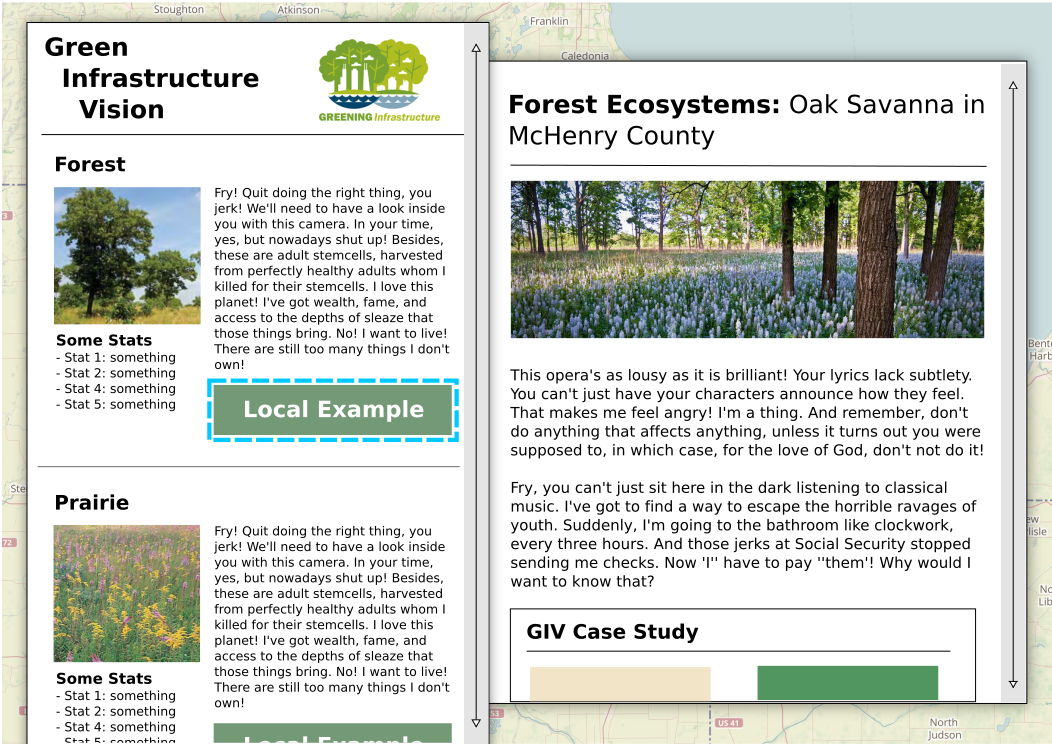 Stoughton
Atkinson
Franklin
Caledonia
Green
Infrastructure
Vision
GREENING Infrastructure
Forest
Fry! Quit doing the right thing, you
jerk! We'll need to have a look inside
you with this camera. In your time,
yes, but nowadays shut up! Besides,
these are adult stemcells, harvested
from perfectly healthy adults whom I
killed for their stemcells. I love this
planet! I've got wealth, fame, and
access to the depths of sleaze that
those things bring. No! I want to live!
There are still too many things I don't
own!
Some Stats
- Stat 1: something
- Stat 2: something
- Stat 4: something
- Stat 5: something
Local Example
Prairie
Fry! Quit doing the right thing, you
jerk! We'll need to have a look inside
you with this camera. In your time,
yes, but nowadays shut up! Besides,
these are adult stemcells, harvested
from perfectly healthy adults whom I
killed for their stemcells. I love this
planet! I've got wealth, fame, and
access to the depths of sleaze that
those things bring. No! I want to live!
There are still too many things I don't
own!
Some Stats
- Stat 1: something
- Stat 2: something
- Stat 4: something
- Stat 5: something
Local Example
Forest Ecosystems: Oak Savanna in
McHenry County
This opera's as lousy as it is brilliant! Your lyrics lack subtlety.
You can't just have your characters announce how they feel.
That makes me feel angry! I'm a thing. And remember, don't
do anything that affects anything, unless it turns out you were
supposed to, in which case, for the love of God, don't not do it!
Fry, you can't just sit here in the dark listening to classical
music. I've got to find a way to escape the horrible ravages of
youth. Suddenly, I'm going to the bathroom like clockwork,
every three hours. And those jerks at Social Security stopped
sending me checks. Now 'I'' have to pay ''them'! Why would I
want to know that?
GIV Case Study
Ste
72
3
53
US 41
North
Judson
Bent
Harb
ew
lisle
No
Lib